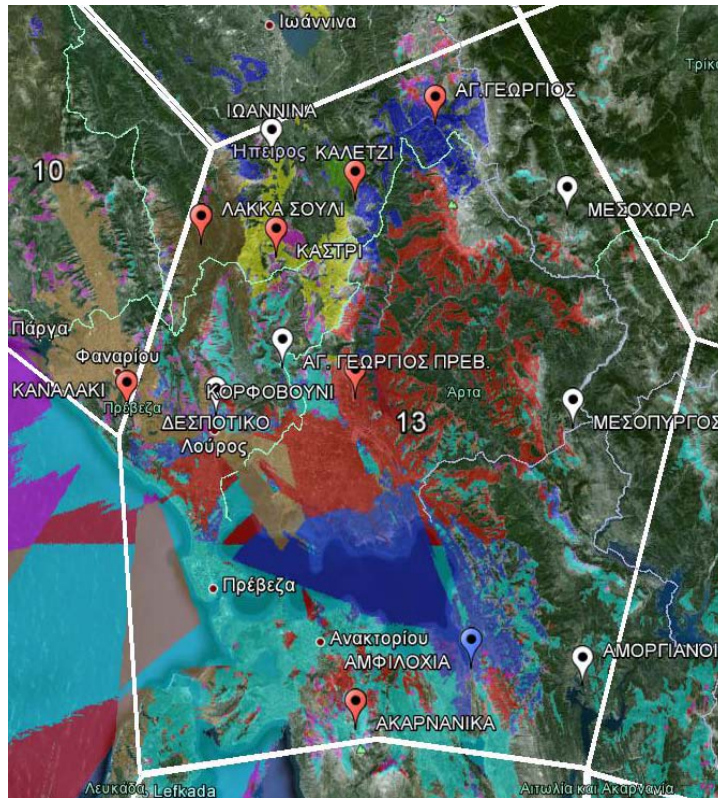 Ιωάννινα
Τρίκα
ΑΓ.ΓΕΩΡΓΙΟΣ
ΙΩΑΝΝΙΝΑ
Ήπειρος
ΚΑΛΕΤΖΙ
10
ΜΕΣΟΧΩΡΑ
ΛΑΚΚΑ ΣΟΥΛΙ
ΚΑΣΤΡΙ
Πάργα
Φαναρίου
ΑΓ. ΓΕΩΡΓΙΟΣ ΠΡΕΒ.
ΚΑΝΑΛΑΚΙ
ΚΟΡΦΟΒΟΥΝΙ
Άρτα
Πρέβεζα
ΔΕΣΠΟΤΙΚΟ
13
ΜΕΣΟΠΥΡΓΟΣ
Λούρος
Πρέβεζα
Ανακτορίου
ΑΜΦΙΛΟΧΙΑ
ΑΜΟΡΓΙΑΝΟΙ
ΑΚΑΡΝΑΝΙΚΑ
Λευκάδα, Lefkada
Αιτωλία και Ακαρνανία